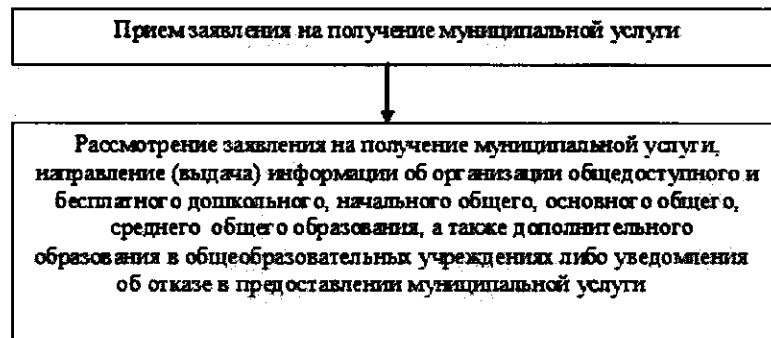 Прием заявления на получение муниципальной услуги
Рассмотрение заявления на получение муниципальной услуги,
направление (выдача) информации об организации общедоступного и
бесплатного дошкольного, начального общего, основного общего,
среднего общего образования, а также дополнительного
образования в общеобразовательных учреждениях либо уведомления
об отказе в предоставлении муниципальной услуги